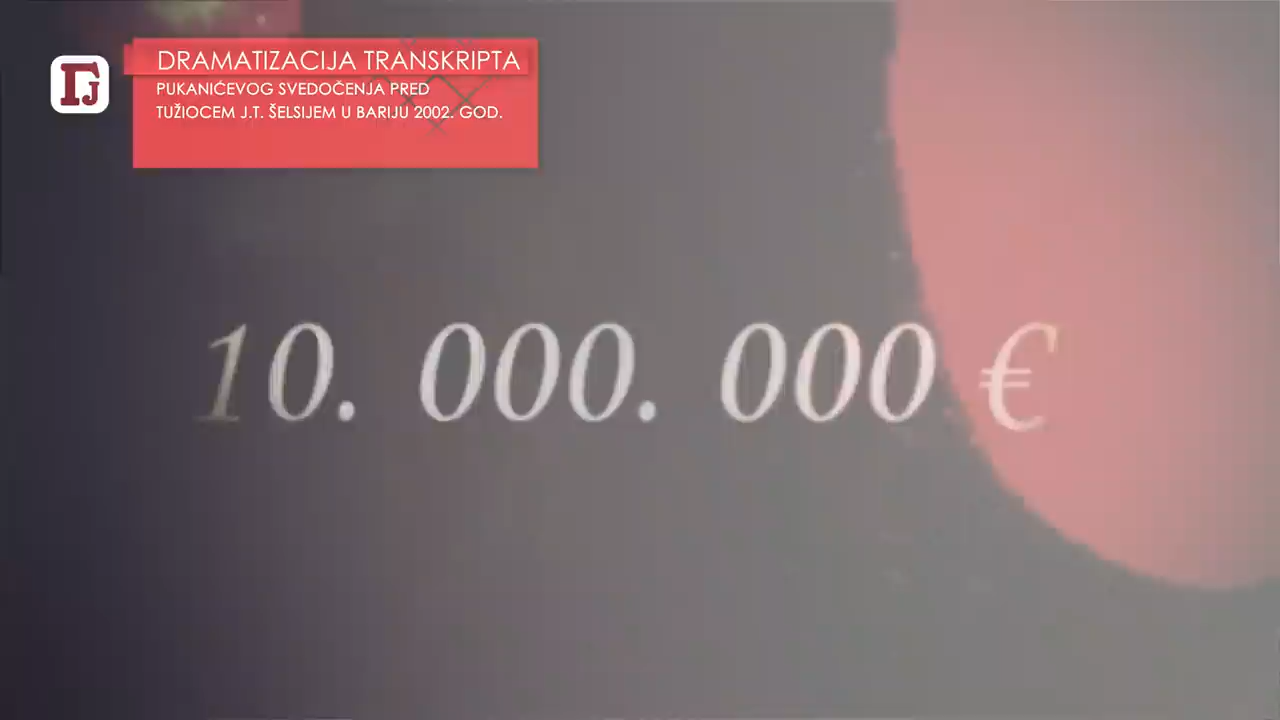 DRAMATIZACIJA TRANSKRIPTA
PUKANIĆEVOG SVEDOČENJA PRED
TUŽIOCEM J.T. ŠELSIJEM U BARIJU 2002. GOD.
10. 000. 000 €